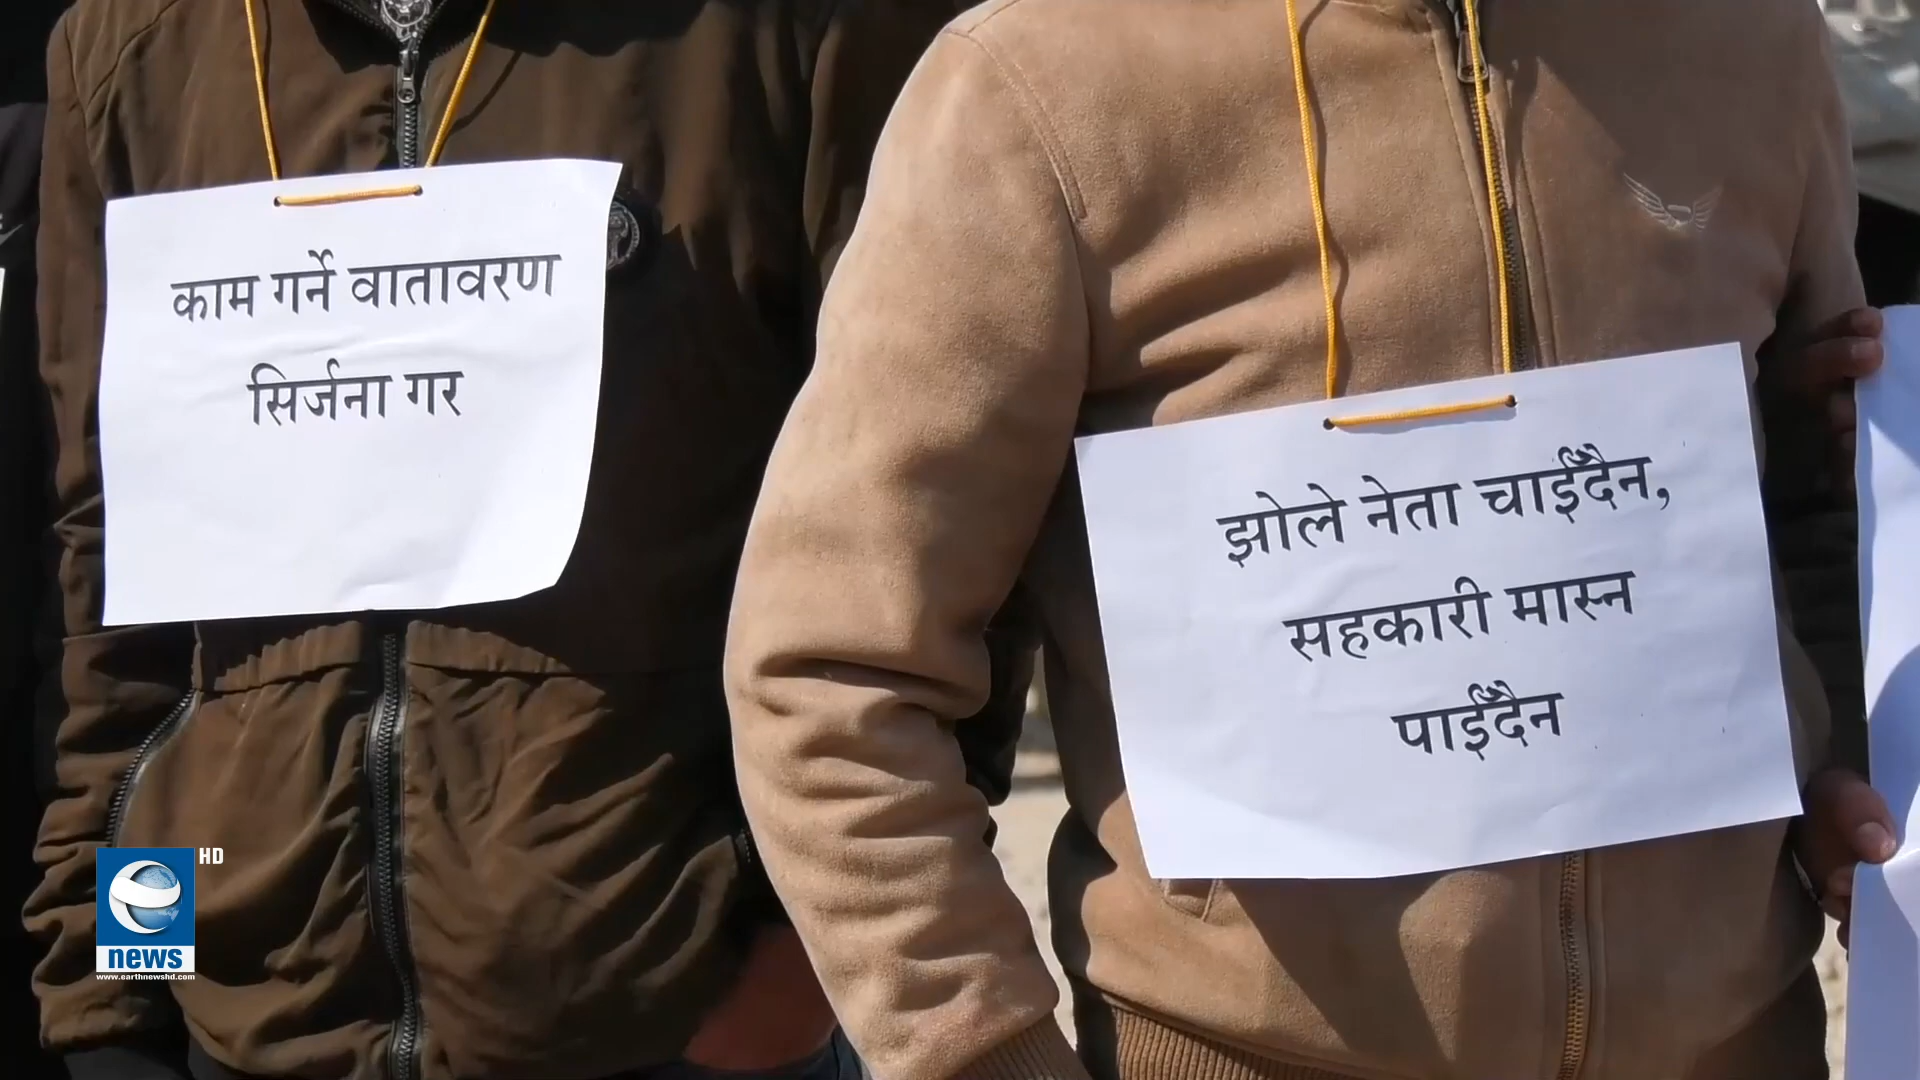 काम गर्ने वातावरण
सिर्जना गर
झोले नेता चाईँदैन,
सहकारी मास्न
पाईँदैन
HD
news
www.earthnewshd.com